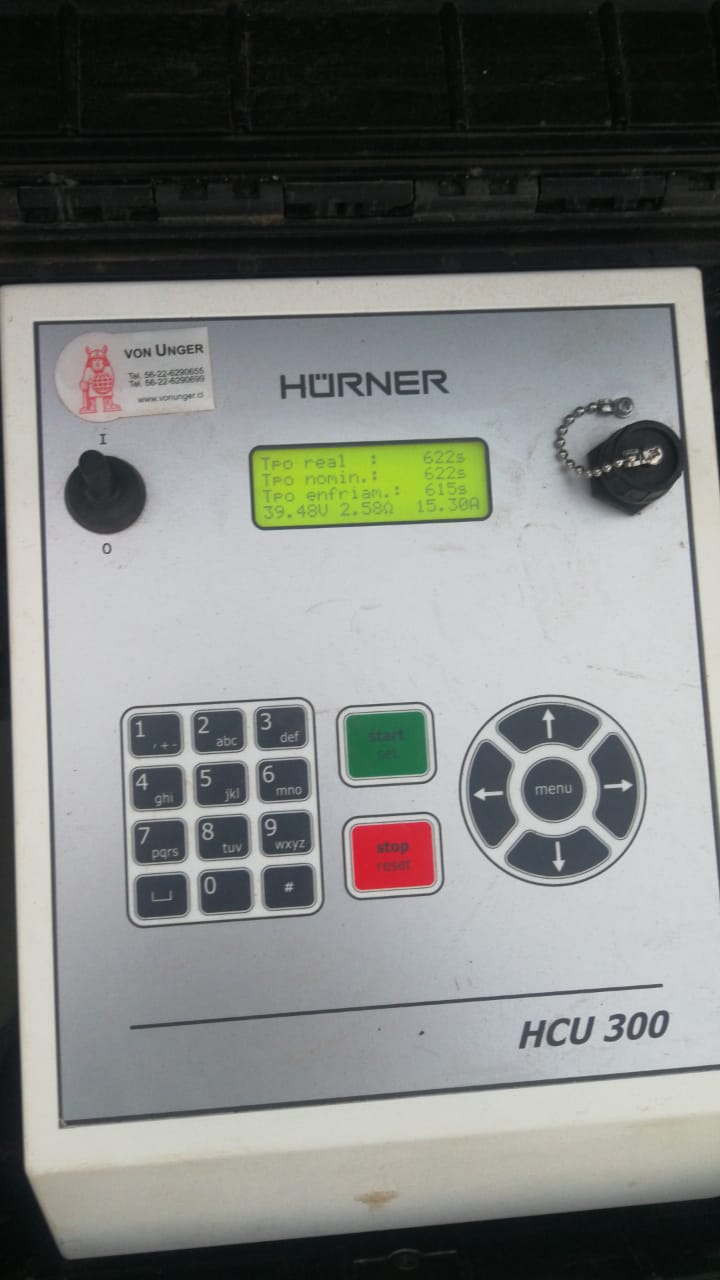 VON UNGER
Tel. 56-22-6290655
Tel. 56-22-6290699
www.vonunger.cl
HÜRNER
I
O
Tpo real : 622s
Tpo nomin.: 622s
Tpo enfriam.: 615s
39.48V 2.58Ω 15.30A
1 , + -
2 abc
3 def
4 ghi
5 jkl
6 mno
7 pqrs
8 tuv
9 wxyz
0
#
start
set
stop
reset
↑
←
menu
→
↓
HCU 300